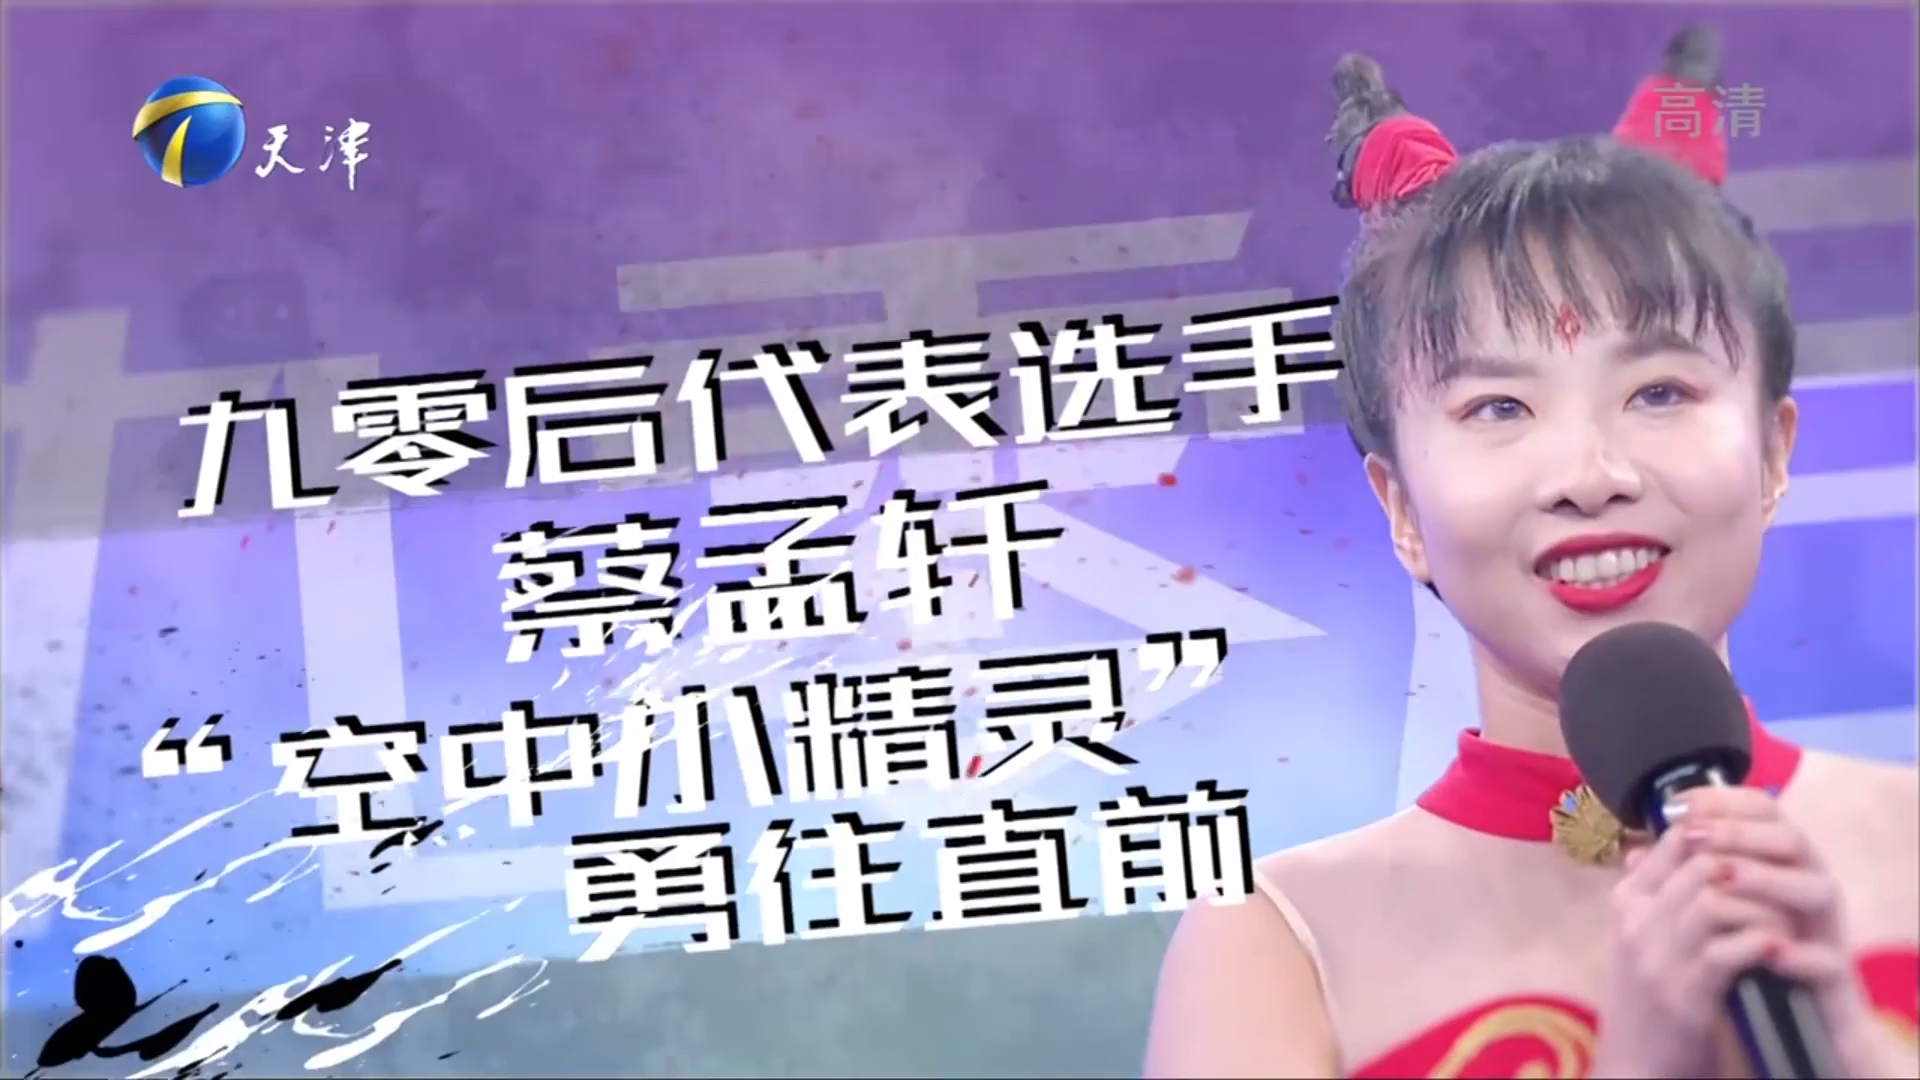 天津
高清
九零后代表选手
蔡孟轩
“空中小精灵”
勇往直前